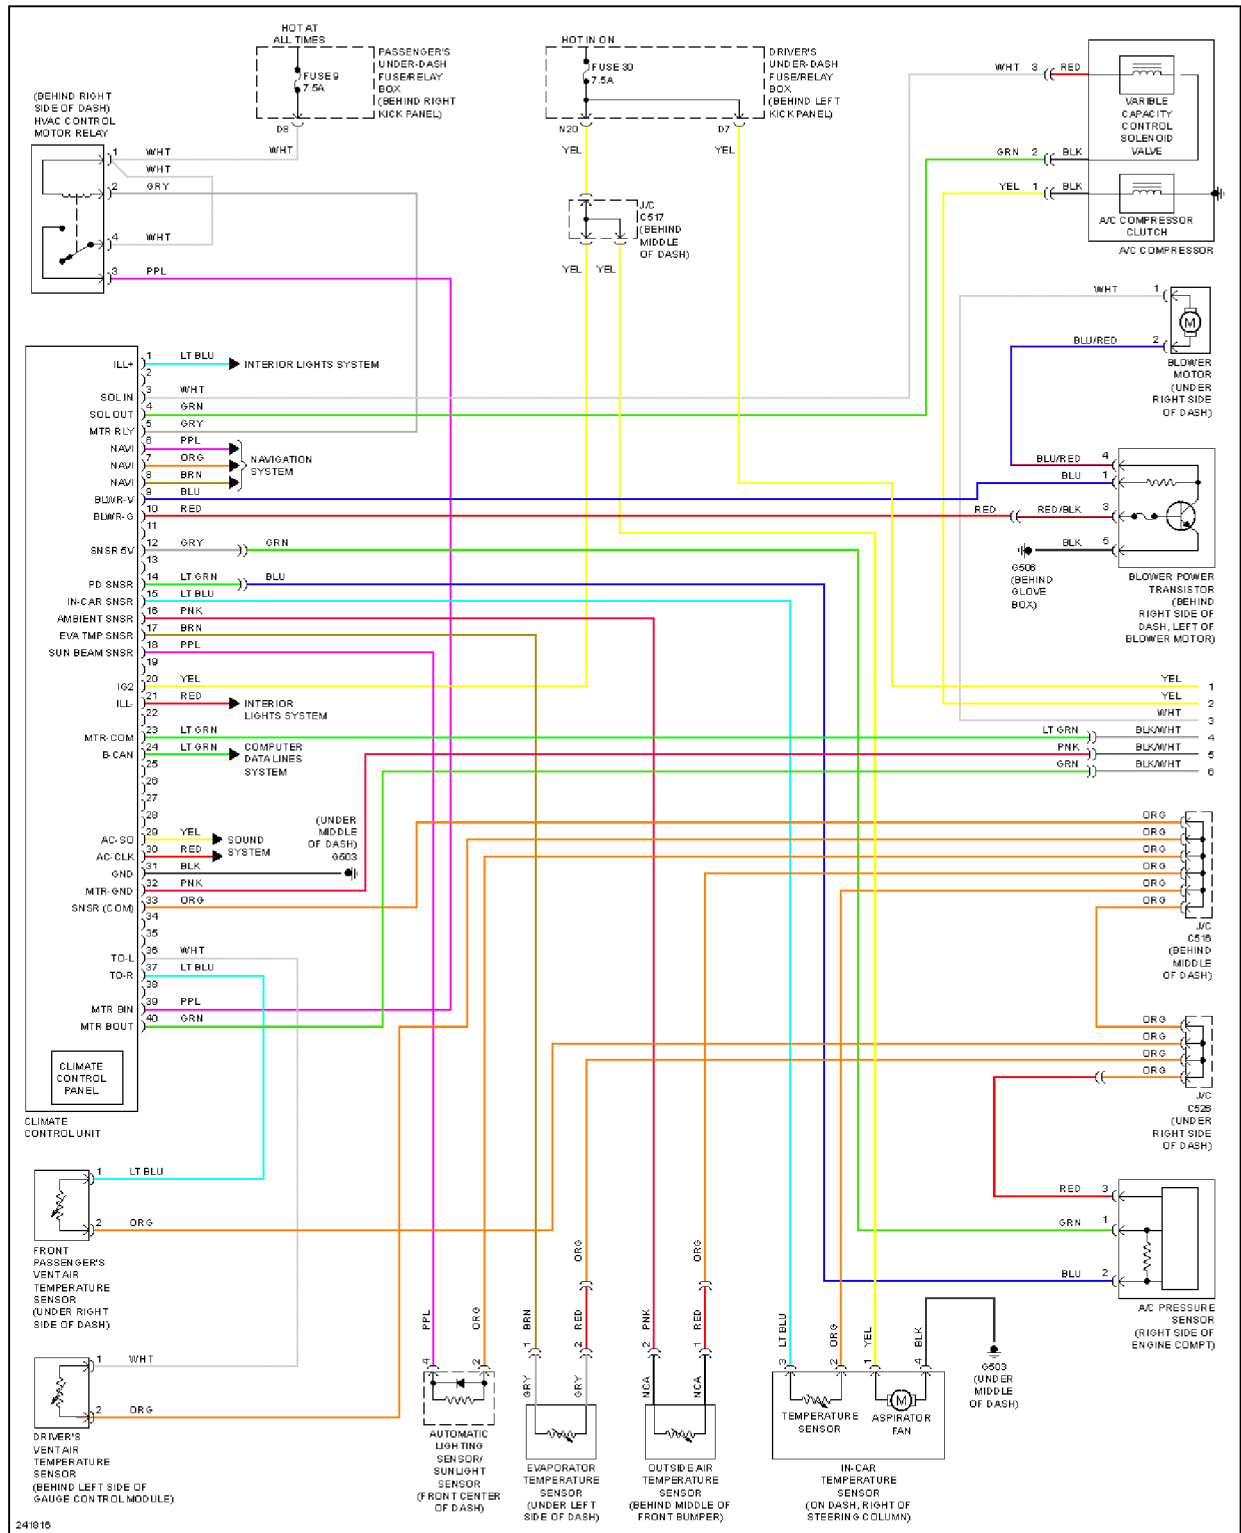 HOT AT
ALL TIMES
FUSE 9
7.5A
PASSENGER'S
UNDER-DASH
FUSE/RELAY
BOX
(BEHIND RIGHT
KICK PANEL)
D8
WHT
HOT IN ON
FUSE 30
7.5A
DRIVER'S
UNDER-DASH
FUSE/RELAY
BOX
(BEHIND LEFT
KICK PANEL)
N20
D7
YEL
YEL
J/C
C517
(BEHIND
MIDDLE
OF DASH)
YEL
YEL
(BEHIND RIGHT
SIDE OF DASH)
HVAC CONTROL
MOTOR RELAY
1 WHT
WHT
2 GRY
4 WHT
3 PPL
WHT 3 RED
VARIBLE
CAPACITY
CONTROL
SOLENOID
VALVE
GRN 2 BLK
YEL 1 BLK
A/C COMPRESSOR
CLUTCH
A/C COMPRESSOR
WHT 1
M
BLU/RED 2
BLOWER
MOTOR
(UNDER
RIGHT SIDE
OF DASH)
BLU/RED 4
BLU 1
RED RED/BLK 3
BLK 5
G506
(BEHIND
GLOVE
BOX)
BLOWER POWER
TRANSISTOR
(BEHIND
RIGHT SIDE OF
DASH, LEFT OF
BLOWER MOTOR)
ILL+ 1 LT BLU INTERIOR LIGHTS SYSTEM
2
SOL IN 3 WHT
SOL OUT 4 GRN
MTR RLY 5 GRY
NAVI 6 PPL
NAVI 7 ORG
NAVI 8 BRN
NAVIGATION
SYSTEM
BLWR-V 9 BLU
BLWR-G 10 RED
11
SNSR 5V 12 GRY GRN
13
PD SNSR 14 LT GRN BLU
IN-CAR SNSR 15 LT BLU
AMBIENT SNSR 16 PNK
EVA TMP SNSR 17 BRN
SUN BEAM SNSR 18 PPL
19
IG2 20 YEL
ILL- 21 RED INTERIOR
LIGHTS SYSTEM
22
MTR-COM 23 LT GRN
B-CAN 24 LT GRN COMPUTER
DATA LINES
SYSTEM
25
26
27
28
AC-SO 29 YEL
AC-CLK 30 RED
SOUND
SYSTEM
GND 31 BLK
(UNDER
MIDDLE
OF DASH)
G503
MTR-GND 32 PNK
SNSR (COM) 33 ORG
34
35
TO-L 36 WHT
TO-R 37 LT BLU
38
MTR BIN 39 PPL
MTR BOUT 40 GRN
CLIMATE
CONTROL
PANEL
CLIMATE
CONTROL UNIT
YEL 1
YEL 2
WHT 3
LT GRN BLK/WHT 4
PNK BLK/WHT 5
GRN BLK/WHT 6
ORG
ORG
ORG
ORG
ORG
ORG
J/C
C516
(BEHIND
MIDDLE
OF DASH)
ORG
ORG
ORG
ORG
J/C
C526
(UNDER
RIGHT SIDE
OF DASH)
RED 3
GRN 1
BLU 2
A/C PRESSURE
SENSOR
(RIGHT SIDE OF
ENGINE COMPT)
1 LT BLU
2 ORG
FRONT
PASSENGER'S
VENT AIR
TEMPERATURE
SENSOR
(UNDER RIGHT
SIDE OF DASH)
1 WHT
2 ORG
DRIVER'S
VENT AIR
TEMPERATURE
SENSOR
(BEHIND LEFT SIDE OF
GAUGE CONTROL MODULE)
PPL 4
ORG 2
AUTOMATIC
LIGHTING
SENSOR/
SUNLIGHT
SENSOR
(FRONT CENTER
OF DASH)
BRN 1 GRY
ORG RED 2 GRY
EVAPORATOR
TEMPERATURE
SENSOR
(UNDER LEFT
SIDE OF DASH)
PNK 2 NCA
ORG RED 1 NCA
OUTSIDE AIR
TEMPERATURE
SENSOR
(BEHIND MIDDLE OF
FRONT BUMPER)
LT BLU 3
ORG 2
YEL 1
BLK 4
TEMPERATURE
SENSOR
M
ASPIRATOR
FAN
IN-CAR
TEMPERATURE
SENSOR
(ON DASH, RIGHT OF
STEERING COLUMN)
G503
(UNDER
MIDDLE
OF DASH)
241816